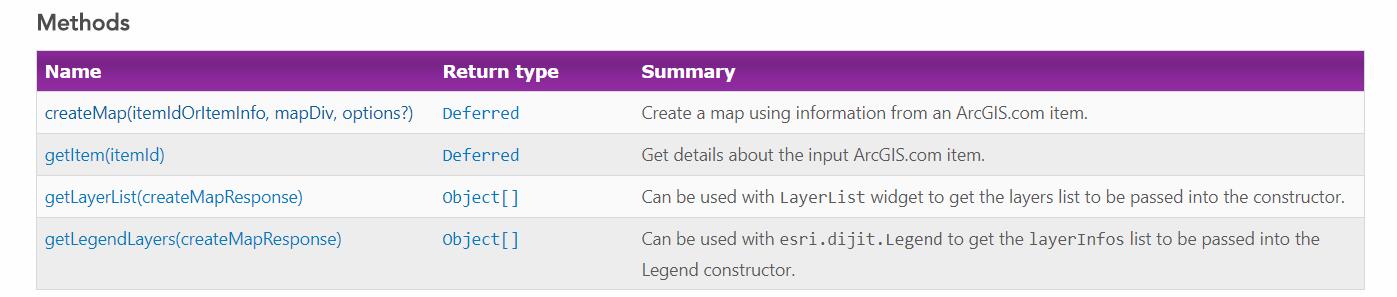 Methods
Name Return type Summary
createMap(itemIdOrItemInfo, mapDiv, options?) Deferred Create a map using information from an ArcGIS.com item.
getItem(itemId) Deferred Get details about the input ArcGIS.com item.
getLayerList(createMapResponse) Object[] Can be used with LayerList widget to get the layers list to be passed into the constructor.
getLegendLayers(createMapResponse) Object[] Can be used with esri.dijit.Legend to get the layerInfos list to be passed into the
Legend constructor.